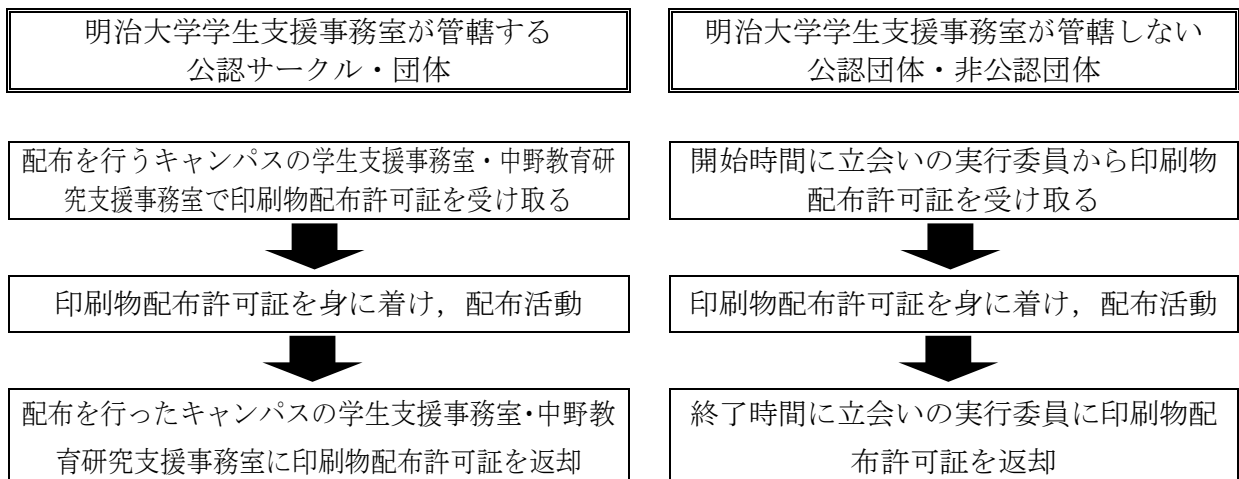 明治大学学生支援事務室が管轄する
公認サークル・団体
配布を行うキャンパスの学生支援事務室・中野教育研
究支援事務室で印刷物配布許可証を受け取る
印刷物配布許可証を身に着け，配布活動
配布を行ったキャンパスの学生支援事務室・中野教
育研究支援事務室に印刷物配布許可証を返却
明治大学学生支援事務室が管轄しない
公認団体・非公認団体
開始時間に立会いの実行委員から印刷物
配布許可証を受け取る
印刷物配布許可証を身に着け，配布活動
終了時間に立会いの実行委員に印刷物配
布許可証を返却